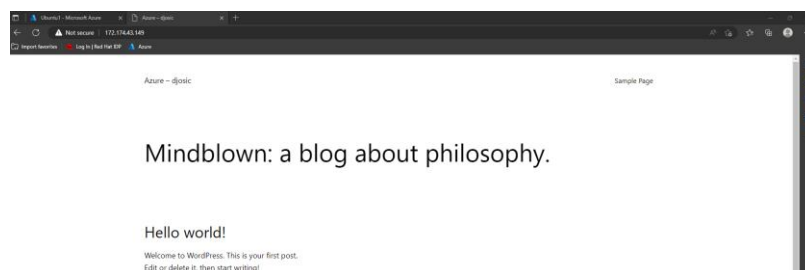 Ubuntu1 - Microsoft Azure
Azure – djosic
Not secure
172.174.43.149
Import favorites
Log In | Red Hat IDP
Azure
Azure – djosic
Sample Page
Mindblown: a blog about philosophy.
Hello world!
Welcome to WordPress. This is your first post.
Edit or delete it, then start writing!